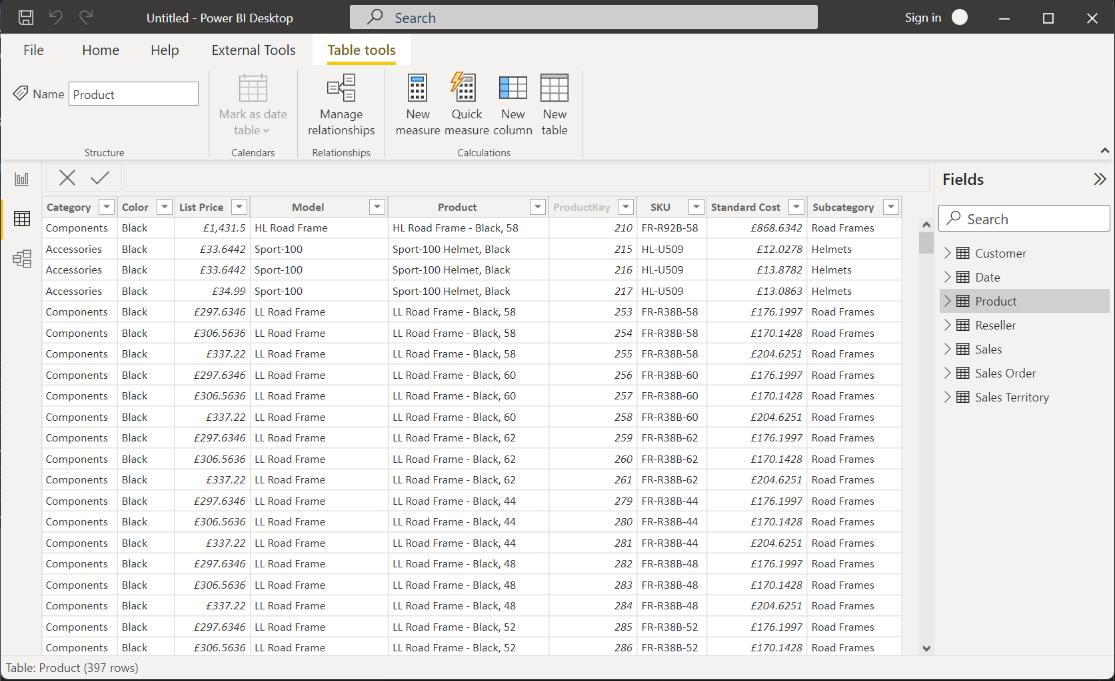 Untitled - Power BI Desktop Search Sign in
File Home Help External Tools Table tools
Name Product
Mark as date table
Manage relationships
New measure
Quick measure
New column
New table
Structure Calendars Relationships Calculations
Fields
Search
Customer
Date
Product
Reseller
Sales
Sales Order
Sales Territory
Category Color List Price Model Product ProductKey SKU Standard Cost Subcategory
Components Black £1,431.5 HL Road Frame HL Road Frame - Black, 58 210 FR-R92B-58 £868.6342 Road Frames
Accessories Black £33.6442 Sport-100 Sport-100 Helmet, Black 215 HL-U509 £12.0278 Helmets
Accessories Black £33.6442 Sport-100 Sport-100 Helmet, Black 216 HL-U509 £13.8782 Helmets
Accessories Black £34.99 Sport-100 Sport-100 Helmet, Black 217 HL-U509 £13.0863 Helmets
Components Black £297.6346 LL Road Frame LL Road Frame - Black, 58 253 FR-R38B-58 £176.1997 Road Frames
Components Black £306.5636 LL Road Frame LL Road Frame - Black, 58 254 FR-R38B-58 £170.1428 Road Frames
Components Black £337.22 LL Road Frame LL Road Frame - Black, 58 255 FR-R38B-58 £204.6251 Road Frames
Components Black £297.6346 LL Road Frame LL Road Frame - Black, 60 256 FR-R38B-60 £176.1997 Road Frames
Components Black £306.5636 LL Road Frame LL Road Frame - Black, 60 257 FR-R38B-60 £170.1428 Road Frames
Components Black £337.22 LL Road Frame LL Road Frame - Black, 60 258 FR-R38B-60 £204.6251 Road Frames
Components Black £297.6346 LL Road Frame LL Road Frame - Black, 62 259 FR-R38B-62 £176.1997 Road Frames
Components Black £306.5636 LL Road Frame LL Road Frame - Black, 62 260 FR-R38B-62 £170.1428 Road Frames
Components Black £337.22 LL Road Frame LL Road Frame - Black, 62 261 FR-R38B-62 £204.6251 Road Frames
Components Black £297.6346 LL Road Frame LL Road Frame - Black, 44 279 FR-R38B-44 £176.1997 Road Frames
Components Black £306.5636 LL Road Frame LL Road Frame - Black, 44 280 FR-R38B-44 £170.1428 Road Frames
Components Black £337.22 LL Road Frame LL Road Frame - Black, 44 281 FR-R38B-44 £204.6251 Road Frames
Components Black £297.6346 LL Road Frame LL Road Frame - Black, 48 282 FR-R38B-48 £176.1997 Road Frames
Components Black £306.5636 LL Road Frame LL Road Frame - Black, 48 283 FR-R38B-48 £170.1428 Road Frames
Components Black £337.22 LL Road Frame LL Road Frame - Black, 48 284 FR-R38B-48 £204.6251 Road Frames
Components Black £297.6346 LL Road Frame LL Road Frame - Black, 52 285 FR-R38B-52 £176.1997 Road Frames
Components Black £306.5636 LL Road Frame LL Road Frame - Black, 52 286 FR-R38B-52 £170.1428 Road Frames
Table: Product (397 rows)